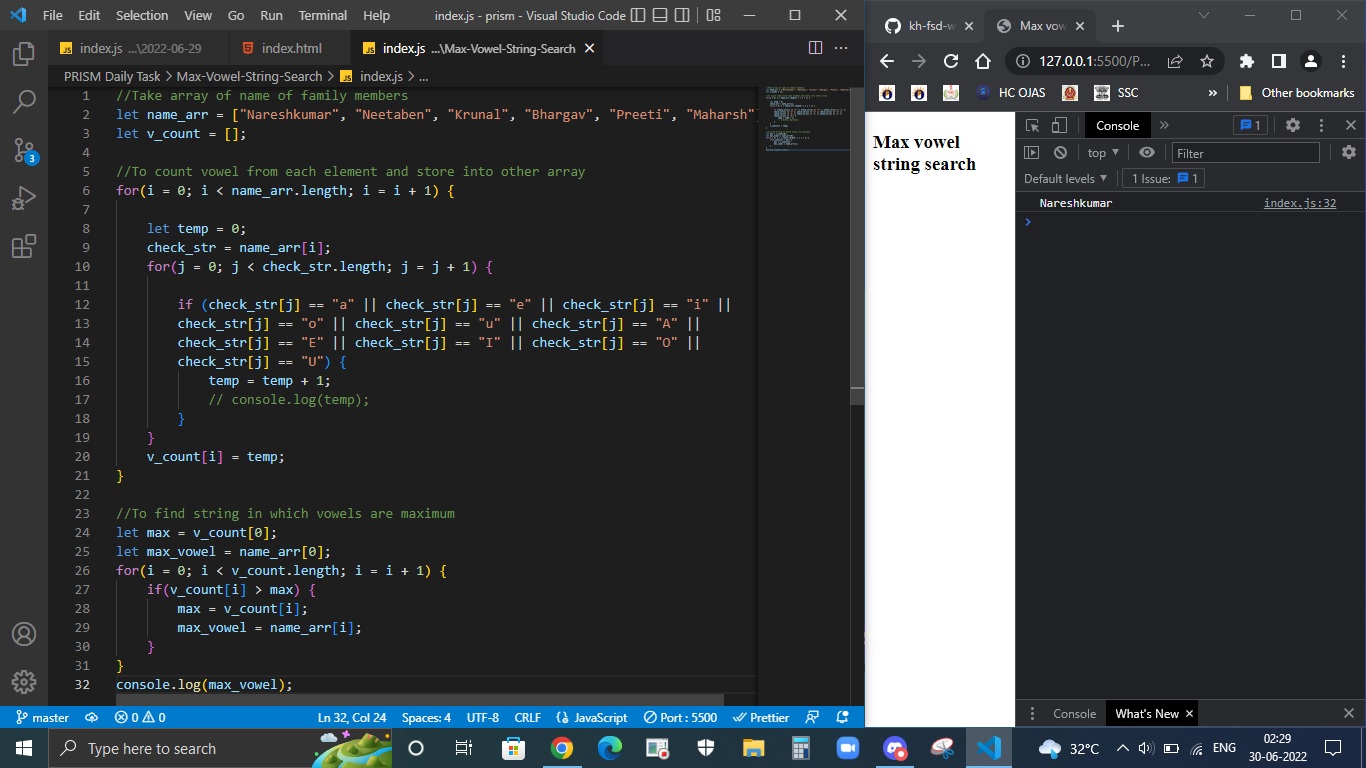 File Edit Selection View Go Run Terminal Help index.js - prism - Visual Studio Code
index.js ...\2022-06-29 index.html index.js ...\Max-Vowel-String-Search
PRISM Daily Task > Max-Vowel-String-Search > index.js > ...
1 //Take array of name of family members
2 let name_arr = ["Nareshkumar", "Neetaben", "Krunal", "Bhargav", "Preeti", "Maharsh",
3 let v_count = [];
4
5 //To count vowel from each element and store into other array
6 for(i = 0; i < name_arr.length; i = i + 1) {
7
8     let temp = 0;
9     check_str = name_arr[i];
10     for(j = 0; j < check_str.length; j = j + 1) {
11
12         if (check_str[j] == "a" || check_str[j] == "e" || check_str[j] == "i" ||
13         check_str[j] == "o" || check_str[j] == "u" || check_str[j] == "A" ||
14         check_str[j] == "E" || check_str[j] == "I" || check_str[j] == "O" ||
15         check_str[j] == "U") {
16             temp = temp + 1;
17             // console.log(temp);
18         }
19     }
20     v_count[i] = temp;
21 }
22
23 //To find string in which vowels are maximum
24 let max = v_count[0];
25 let max_vowel = name_arr[0];
26 for(i = 0; i < v_count.length; i = i + 1) {
27     if(v_count[i] > max) {
28         max = v_count[i];
29         max_vowel = name_arr[i];
30     }
31 }
32 console.log(max_vowel);
3
master 0 0 Ln 32, Col 24 Spaces: 4 UTF-8 CRLF {} JavaScript Port : 5500 Prettier
kh-fsd-w Max vow
127.0.0.1:5500/P...
HC OJAS SSC » Other bookmarks
Max vowel
string search
Console » 1
top Filter
Default levels 1 Issue: 1
Nareshkumar index.js:32
>
Console What's New
Type here to search
32°C ENG 02:29
30-06-2022